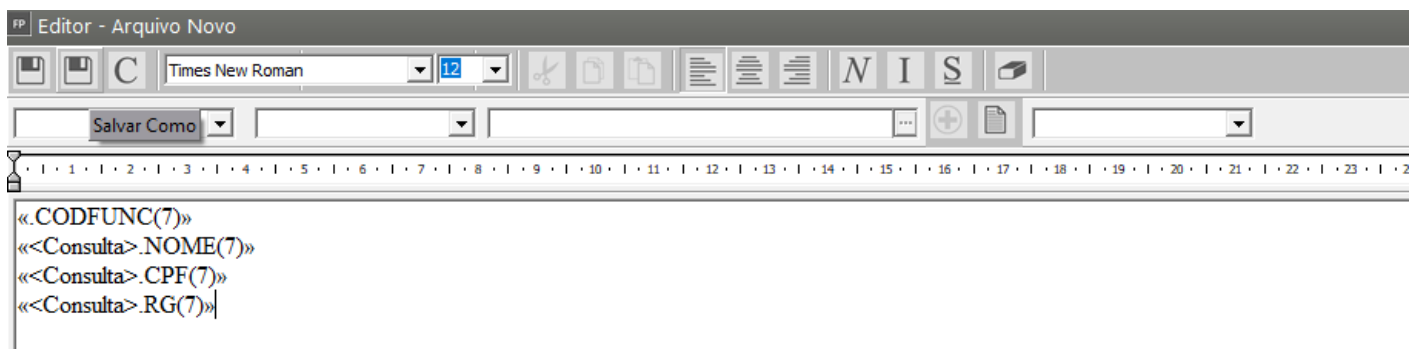 FP Editor - Arquivo Novo
C Times New Roman 12 N I S
Salvar Como ...
1 2 3 4 5 6 7 8 9 10 11 12 13 14 15 16 17 18 19 20 21 22 23 2
«.CODFUNC(7)»
«<Consulta>.NOME(7)»
«<Consulta>.CPF(7)»
«<Consulta>.RG(7)»